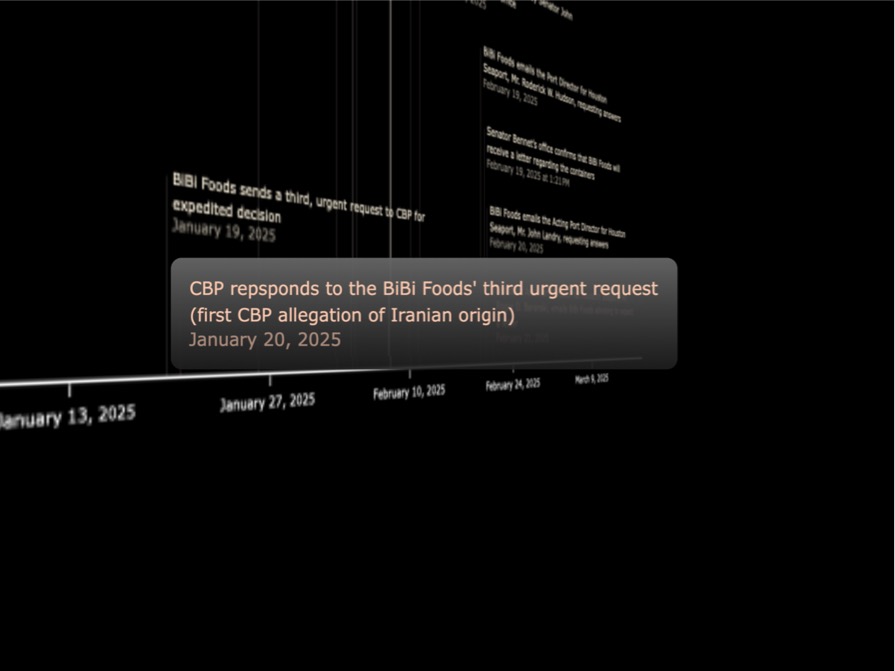 Senator John
BiBi Foods emails the Port Director for Houston
Seaport, Mr. Roderick W. Hudson, requesting answers
February 19, 2025
Senator Bennet's office confirms that BiBi Foods will
receive a letter regarding the containers
February 19, 2025 at 1:21 PM
BiBi Foods sends a third, urgent request to CBP for
expedited decision
January 19, 2025
BiBi Foods emails the Acting Port Director for Houston
Seaport, Mr. John Landry, requesting answers
February 20, 2025
CBP repsponds to the BiBi Foods' third urgent request
(first CBP allegation of Iranian origin)
January 20, 2025
January 13, 2025
January 27, 2025
February 10, 2025
February 24, 2025
March 9, 2025